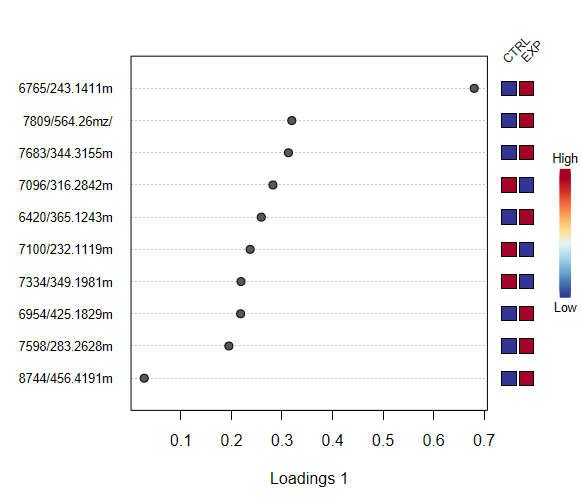 CTRL
EXP
6765/243.1411m
7809/564.26mz/
7683/344.3155m
7096/316.2842m
6420/365.1243m
7100/232.1119m
7334/349.1981m
6954/425.1829m
7598/283.2628m
8744/456.4191m
High
Low
0.1 0.2 0.3 0.4 0.5 0.6 0.7
Loadings 1